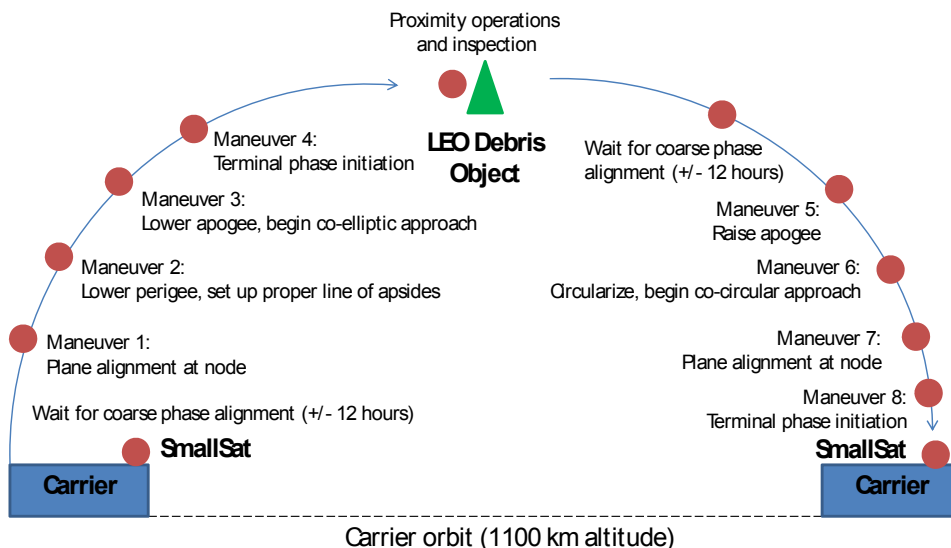 Proximity operations
and inspection
LEO Debris
Object
Maneuver 4:
Terminal phase initiation
Maneuver 3:
Lower apogee, begin co-elliptic approach
Maneuver 2:
Lower perigee, set up proper line of apsides
Maneuver 1:
Plane alignment at node
Wait for coarse phase alignment (+/- 12 hours)
SmallSat
Carrier
Wait for coarse phase
alignment (+/- 12 hours)
Maneuver 5:
Raise apogee
Maneuver 6:
Circularize, begin co-circular approach
Maneuver 7:
Plane alignment at node
Maneuver 8:
Terminal phase initiation
SmallSat
Carrier
Carrier orbit (1100 km altitude)